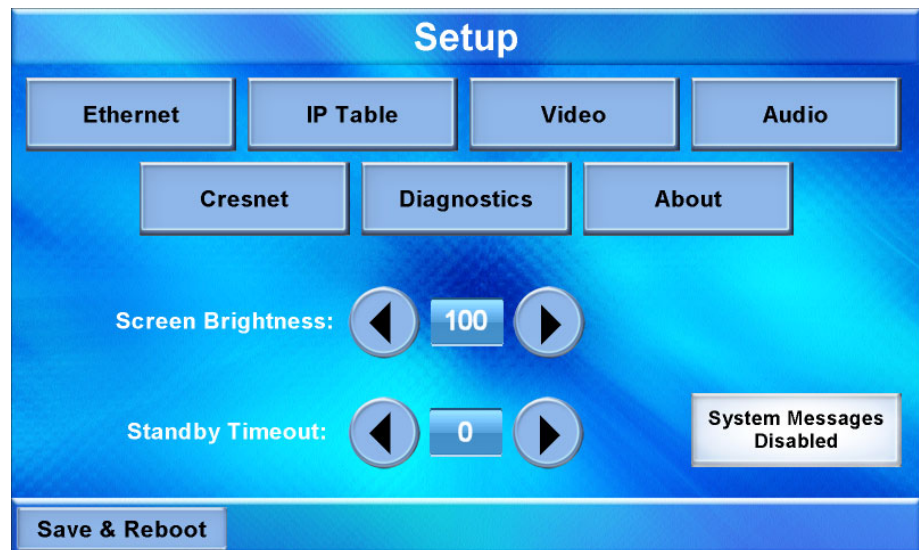 Setup
Ethernet
IP Table
Video
Audio
Cresnet
Diagnostics
About
Screen Brightness:
100
Standby Timeout:
0
System Messages
Disabled
Save & Reboot